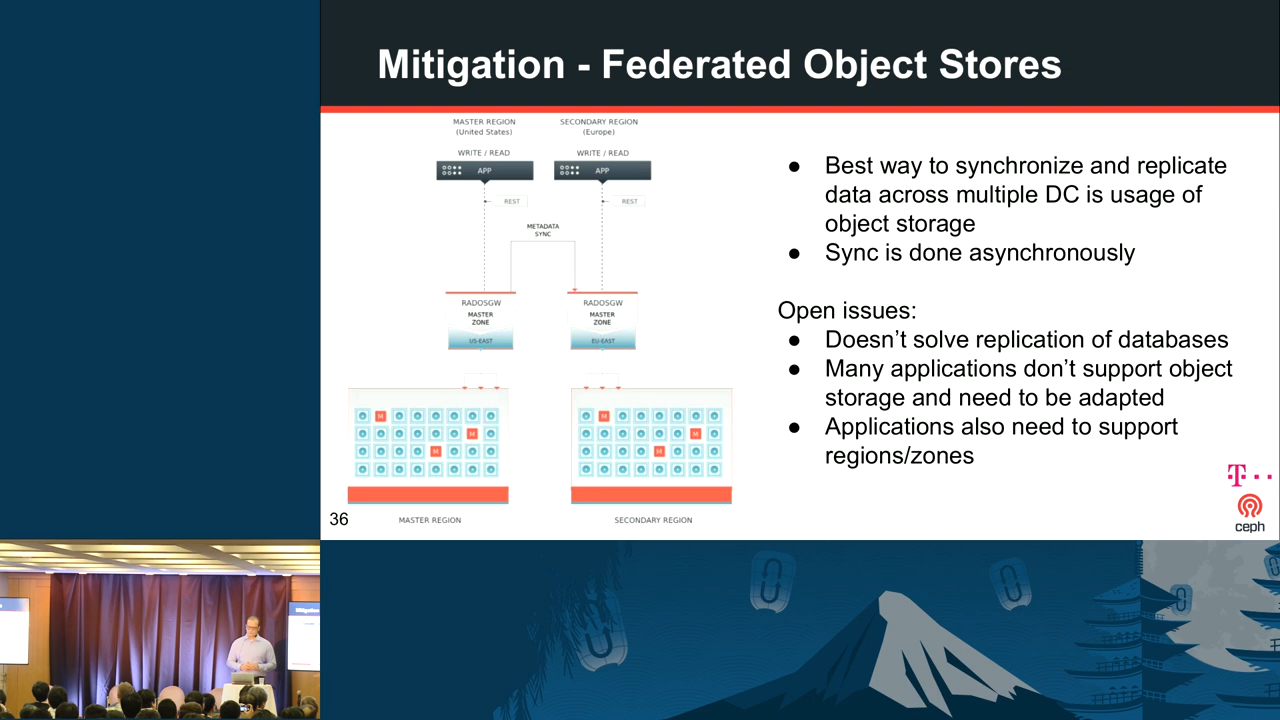 Mitigation - Federated Object Stores
MASTER REGION
(United States)
SECONDARY REGION
(Europe)
WRITE / READ
WRITE / READ
APP
APP
REST
REST
METADATA
SYNC
RADOSGW
MASTER
ZONE
US-EAST
RADOSGW
MASTER
ZONE
EU-EAST
M
M
M
M
M
M
MASTER REGION
SECONDARY REGION
36
● Best way to synchronize and replicate
data across multiple DC is usage of
object storage
● Sync is done asynchronously
Open issues:
● Doesn’t solve replication of databases
● Many applications don’t support object
storage and need to be adapted
● Applications also need to support
regions/zones
T
ceph
Mitigation